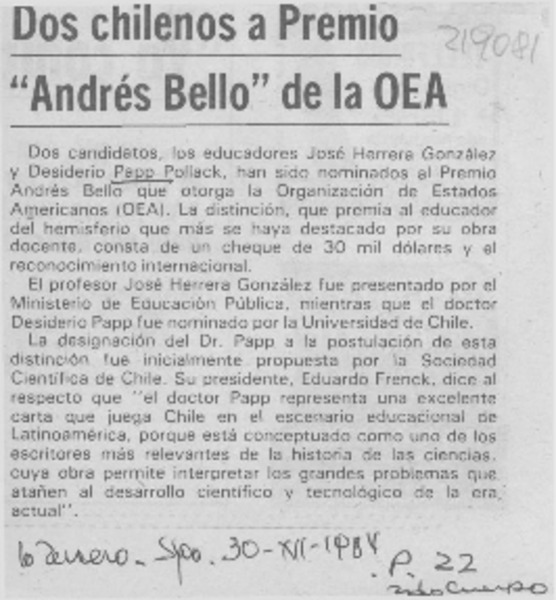 Dos chilenos a Premio
219081
"Andrés Bello" de la OEA
Dos candidatos, los educadores José Herrera González
y Desiderio Papp Pollack, han sido nominados al Premio
Andrés Bello que otorga la Organización de Estados
Americanos (OEA). La distinción, que premia al educador
del hemisferio que más se haya destacado por su obra
docente, consta de un cheque de 30 mil dólares y el
reconocimiento internacional.
El profesor José Herrera González fue presentado por el
Ministerio de Educación Pública, mientras que el doctor
Desiderio Papp fue nominado por la Universidad de Chile.
La designación del Dr. Papp a la postulación de esta
distinción fue inicialmente propuesta por la Sociedad
Científica de Chile. Su presidente, Eduardo Frenck, dice al
respecto que "el doctor Papp representa una excelente
carta que juega Chile en el escenario educacional de
Latinoamérica, porque está conceptuado como uno de los
escritores más relevantes de la historia de las ciencias,
cuya obra permite interpretar los grandes problemas que
atañen al desarrollo científico y tecnológico de la era
actual".
la Tercera - Stgo. 30-XI-1984 P. 22
2do Cuerpo